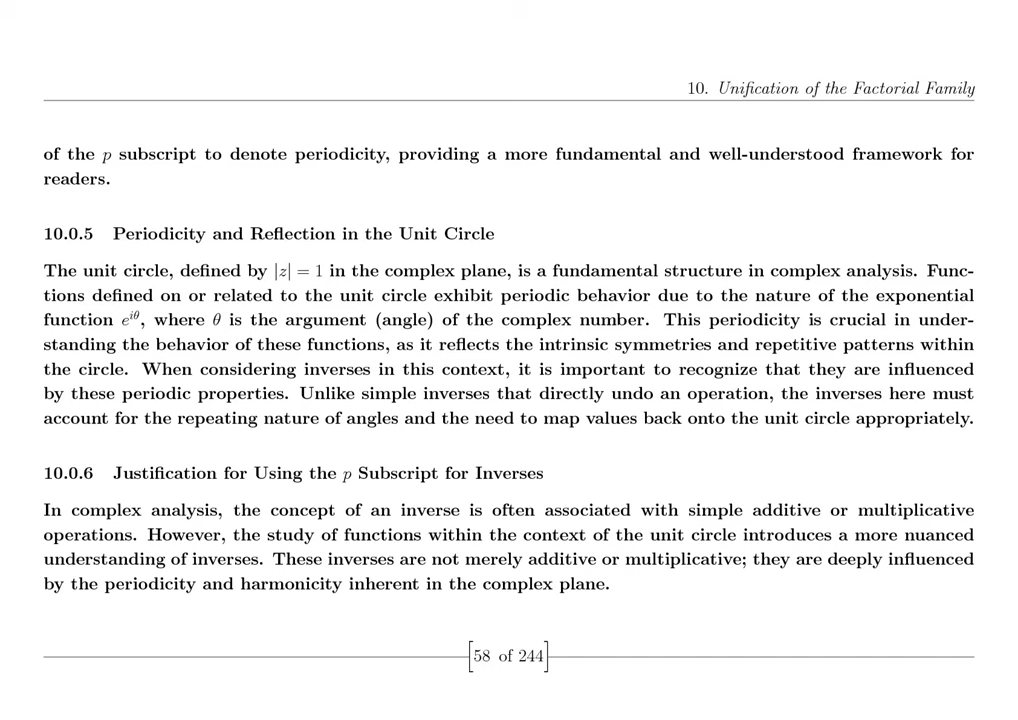 10. Unification of the Factorial Family
of the p subscript to denote periodicity, providing a more fundamental and well-understood framework for
readers.
10.0.5 Periodicity and Reflection in the Unit Circle
The unit circle, defined by |z| = 1 in the complex plane, is a fundamental structure in complex analysis. Func-
tions defined on or related to the unit circle exhibit periodic behavior due to the nature of the exponential
function e^{iθ}, where θ is the argument (angle) of the complex number. This periodicity is crucial in under-
standing the behavior of these functions, as it reflects the intrinsic symmetries and repetitive patterns within
the circle. When considering inverses in this context, it is important to recognize that they are influenced
by these periodic properties. Unlike simple inverses that directly undo an operation, the inverses here must
account for the repeating nature of angles and the need to map values back onto the unit circle appropriately.
10.0.6 Justification for Using the p Subscript for Inverses
In complex analysis, the concept of an inverse is often associated with simple additive or multiplicative
operations. However, the study of functions within the context of the unit circle introduces a more nuanced
understanding of inverses. These inverses are not merely additive or multiplicative; they are deeply influenced
by the periodicity and harmonicity inherent in the complex plane.
[58 of 244]